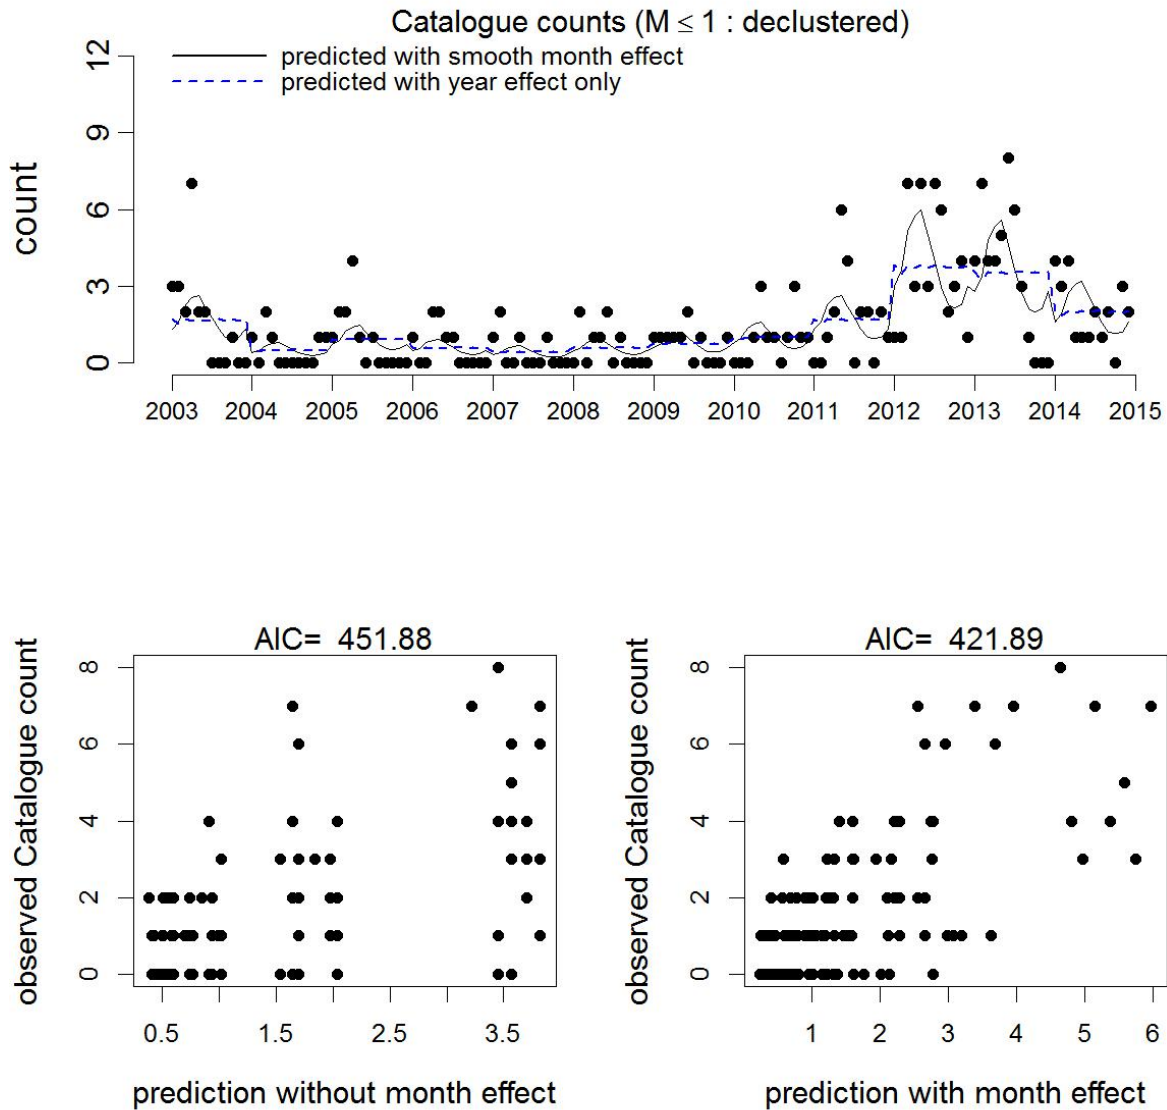 Catalogue counts (M ≤ 1 : declustered)
predicted with smooth month effect
predicted with year effect only
count
12
9
6
3
0
2003 2004 2005 2006 2007 2008 2009 2010 2011 2012 2013 2014 2015
AIC= 451.88
observed Catalogue count
8
6
4
2
0
0.5 1.5 2.5 3.5
prediction without month effect
AIC= 421.89
observed Catalogue count
8
6
4
2
0
1 2 3 4 5 6
prediction with month effect